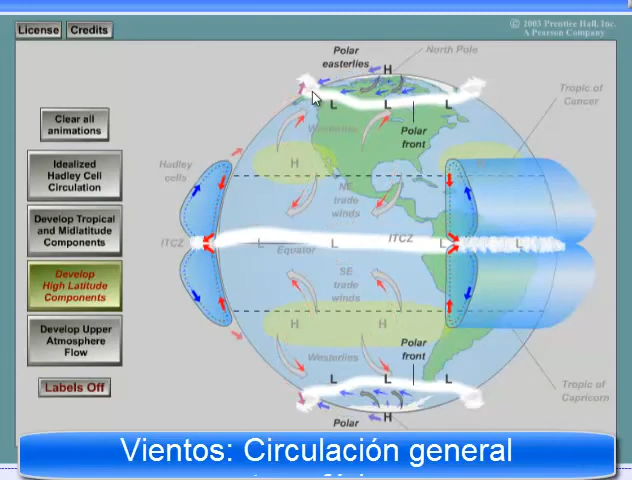 License
Credits
© 2003 Prentice Hall, Inc.
A Pearson Company
Polar
easterlies
H
North Pole
Tropic of
Cancer
Clear all
animations
L
L
L
Westerlies
Polar
front
Idealized
Hadley Cell
Circulation
Hadley
cells
H
H
NE
trade
winds
Develop Tropical
and Midlatitude
Components
ITCZ
L
Equator
L
ITCZ
L
L
Develop
High Latitude
Components
SE
trade
winds
H
H
Develop Upper
Atmosphere
Flow
Westerlies
Polar
front
L
L
L
Labels Off
Tropic of
Capricorn
H
Polar
Vientos: Circulación general